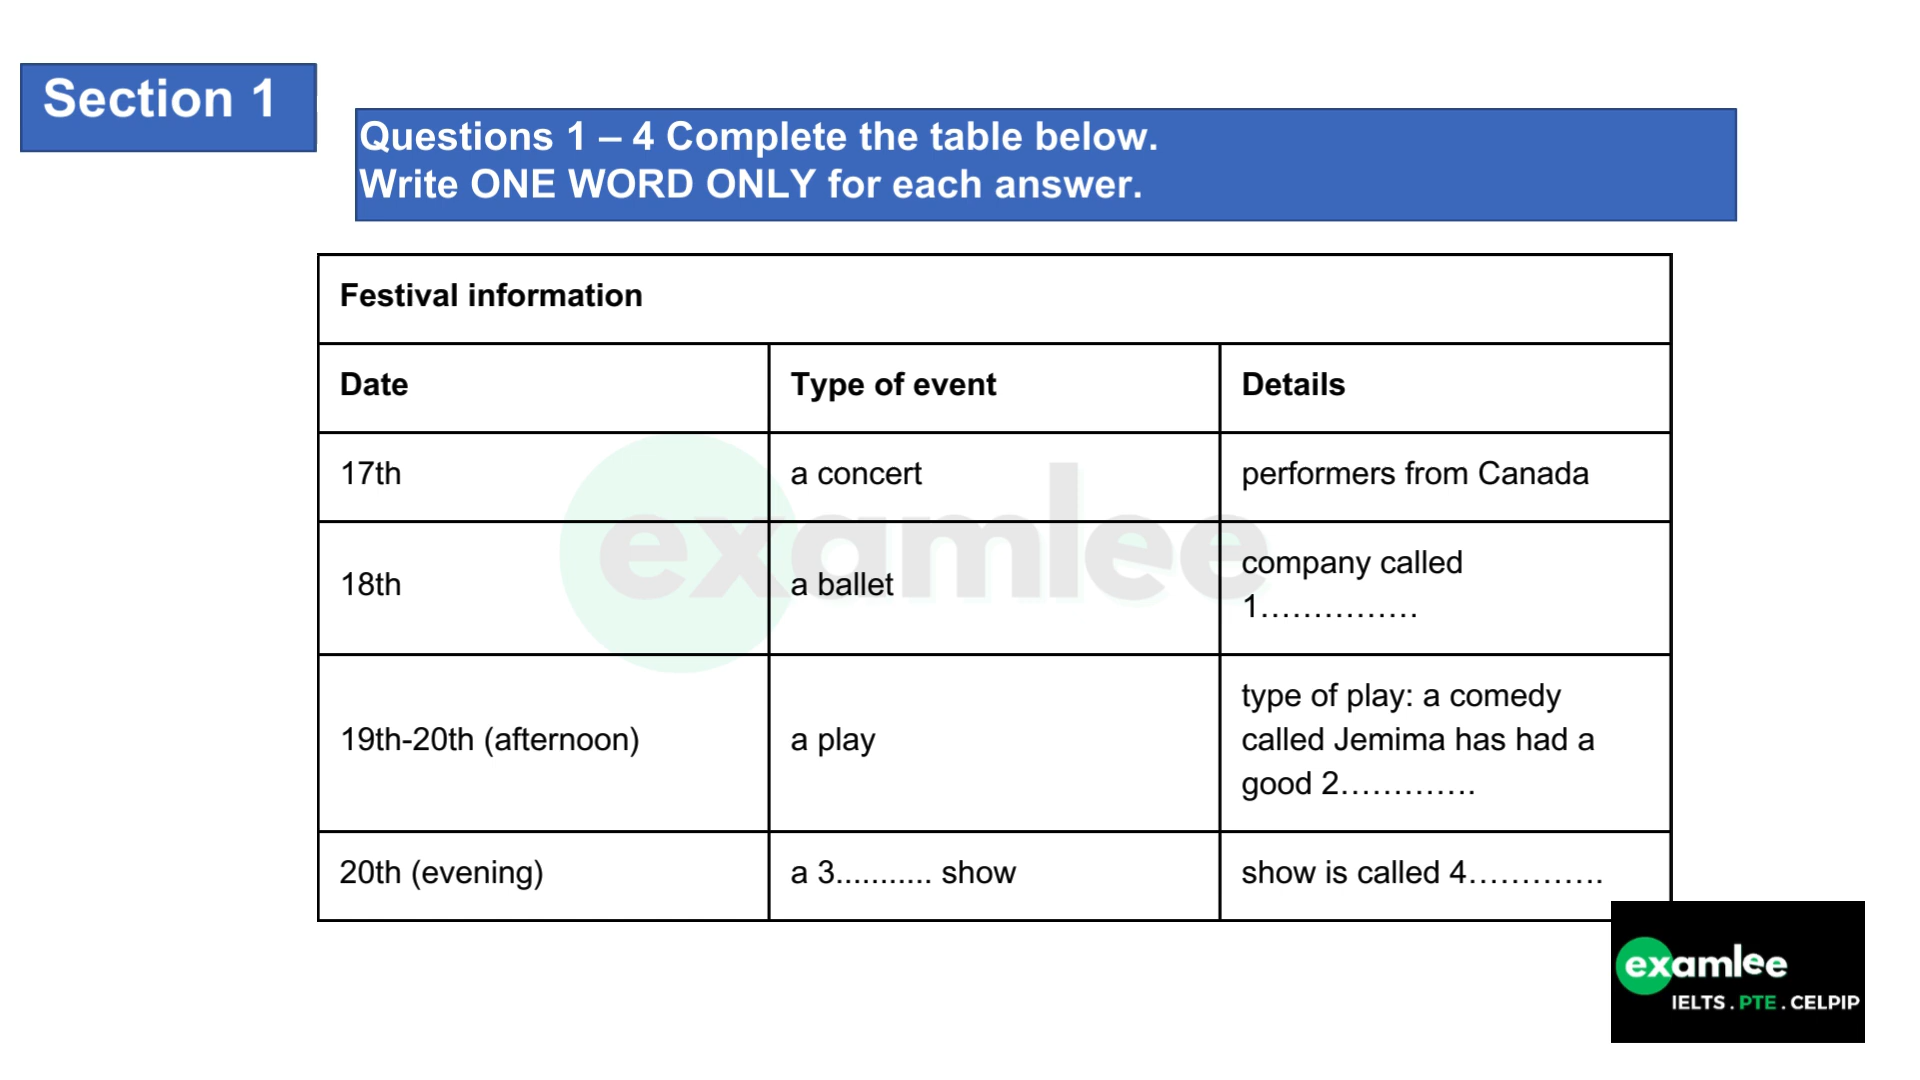 Section 1
Questions 1 – 4 Complete the table below.
Write ONE WORD ONLY for each answer.
Festival information
Date Type of event Details
17th a concert performers from Canada
18th a ballet company called
1……………
19th-20th (afternoon) a play type of play: a comedy
called Jemima has had a
good 2………….
20th (evening) a 3........... show show is called 4………….
examlee
examlee
IELTS . PTE . CELPIP